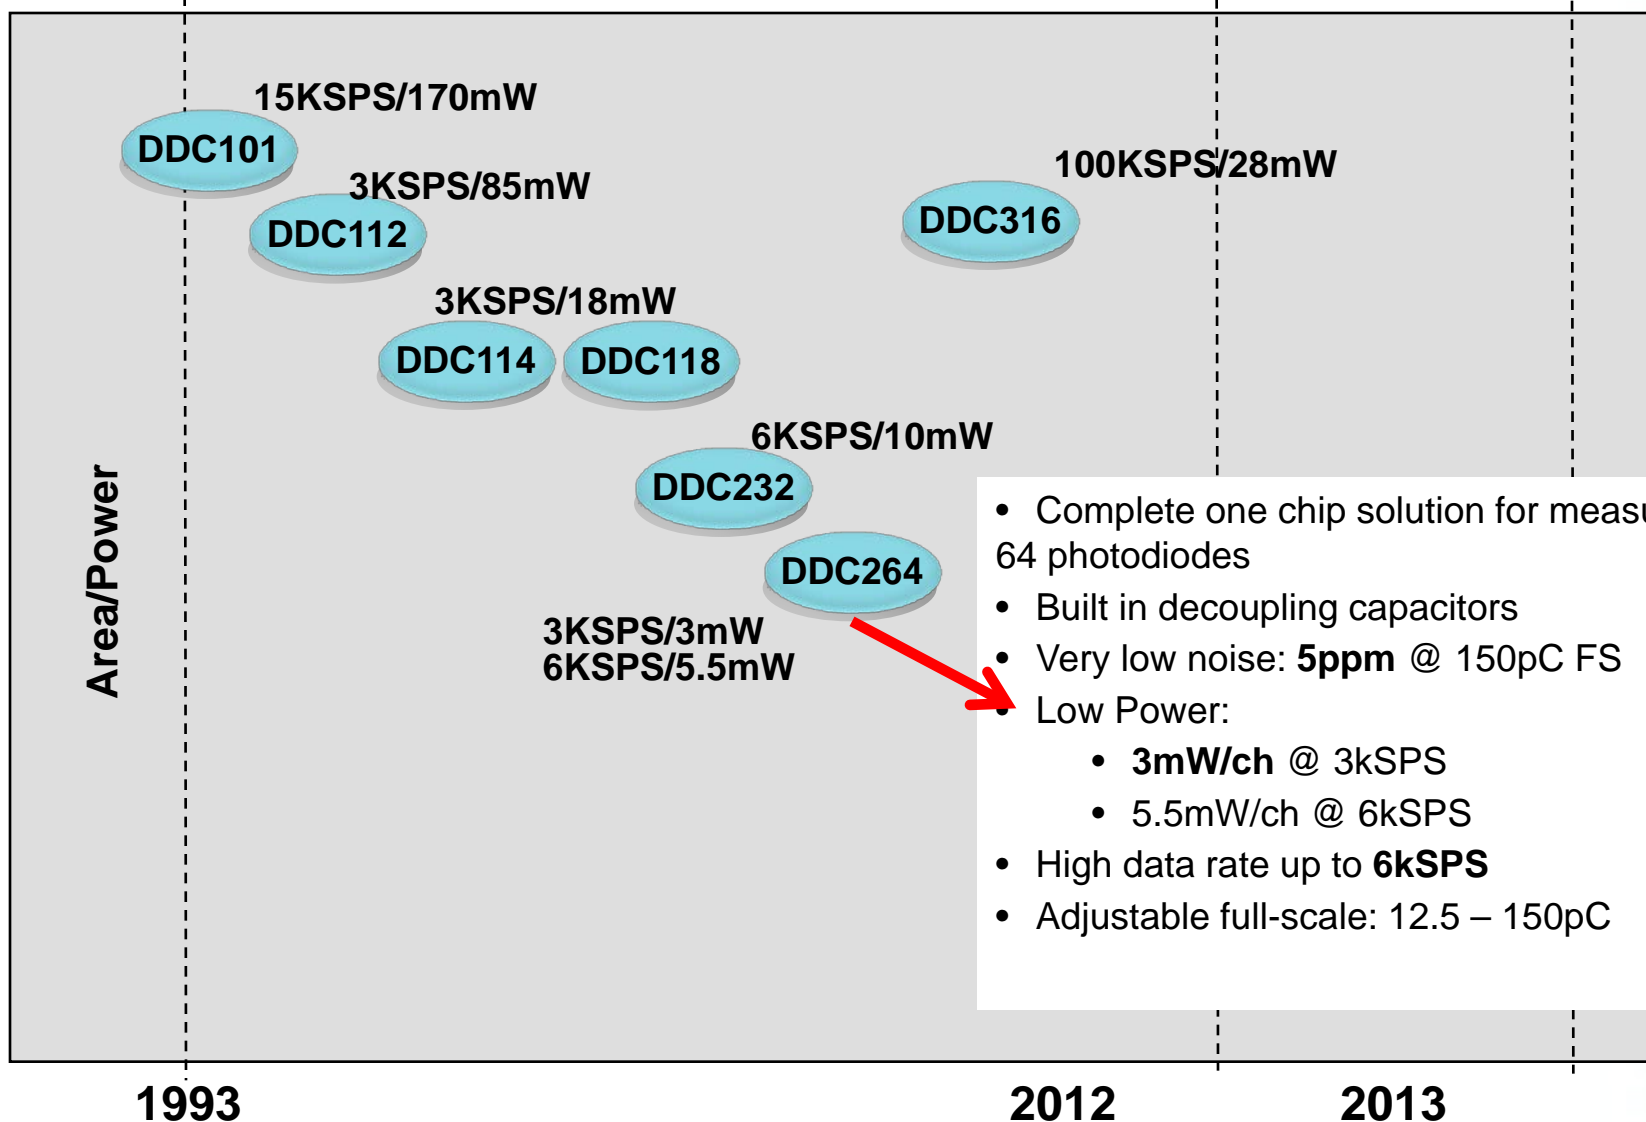 15KSPS/170mW
DDC101
3KSPS/85mW
DDC112
100KSPS/28mW
DDC316
3KSPS/18mW
DDC114
DDC118
6KSPS/10mW
DDC232
DDC264
3KSPS/3mW
6KSPS/5.5mW
Area/Power
• Complete one chip solution for
64 photodiodes
• Built in decoupling capacitors
• Very low noise: 5ppm @ 150pC FS
• Low Power:
• 3mW/ch @ 3kSPS
• 5.5mW/ch @ 6kSPS
• High data rate up to 6kSPS
• Adjustable full-scale: 12.5 – 150pC
1993
2012
2013